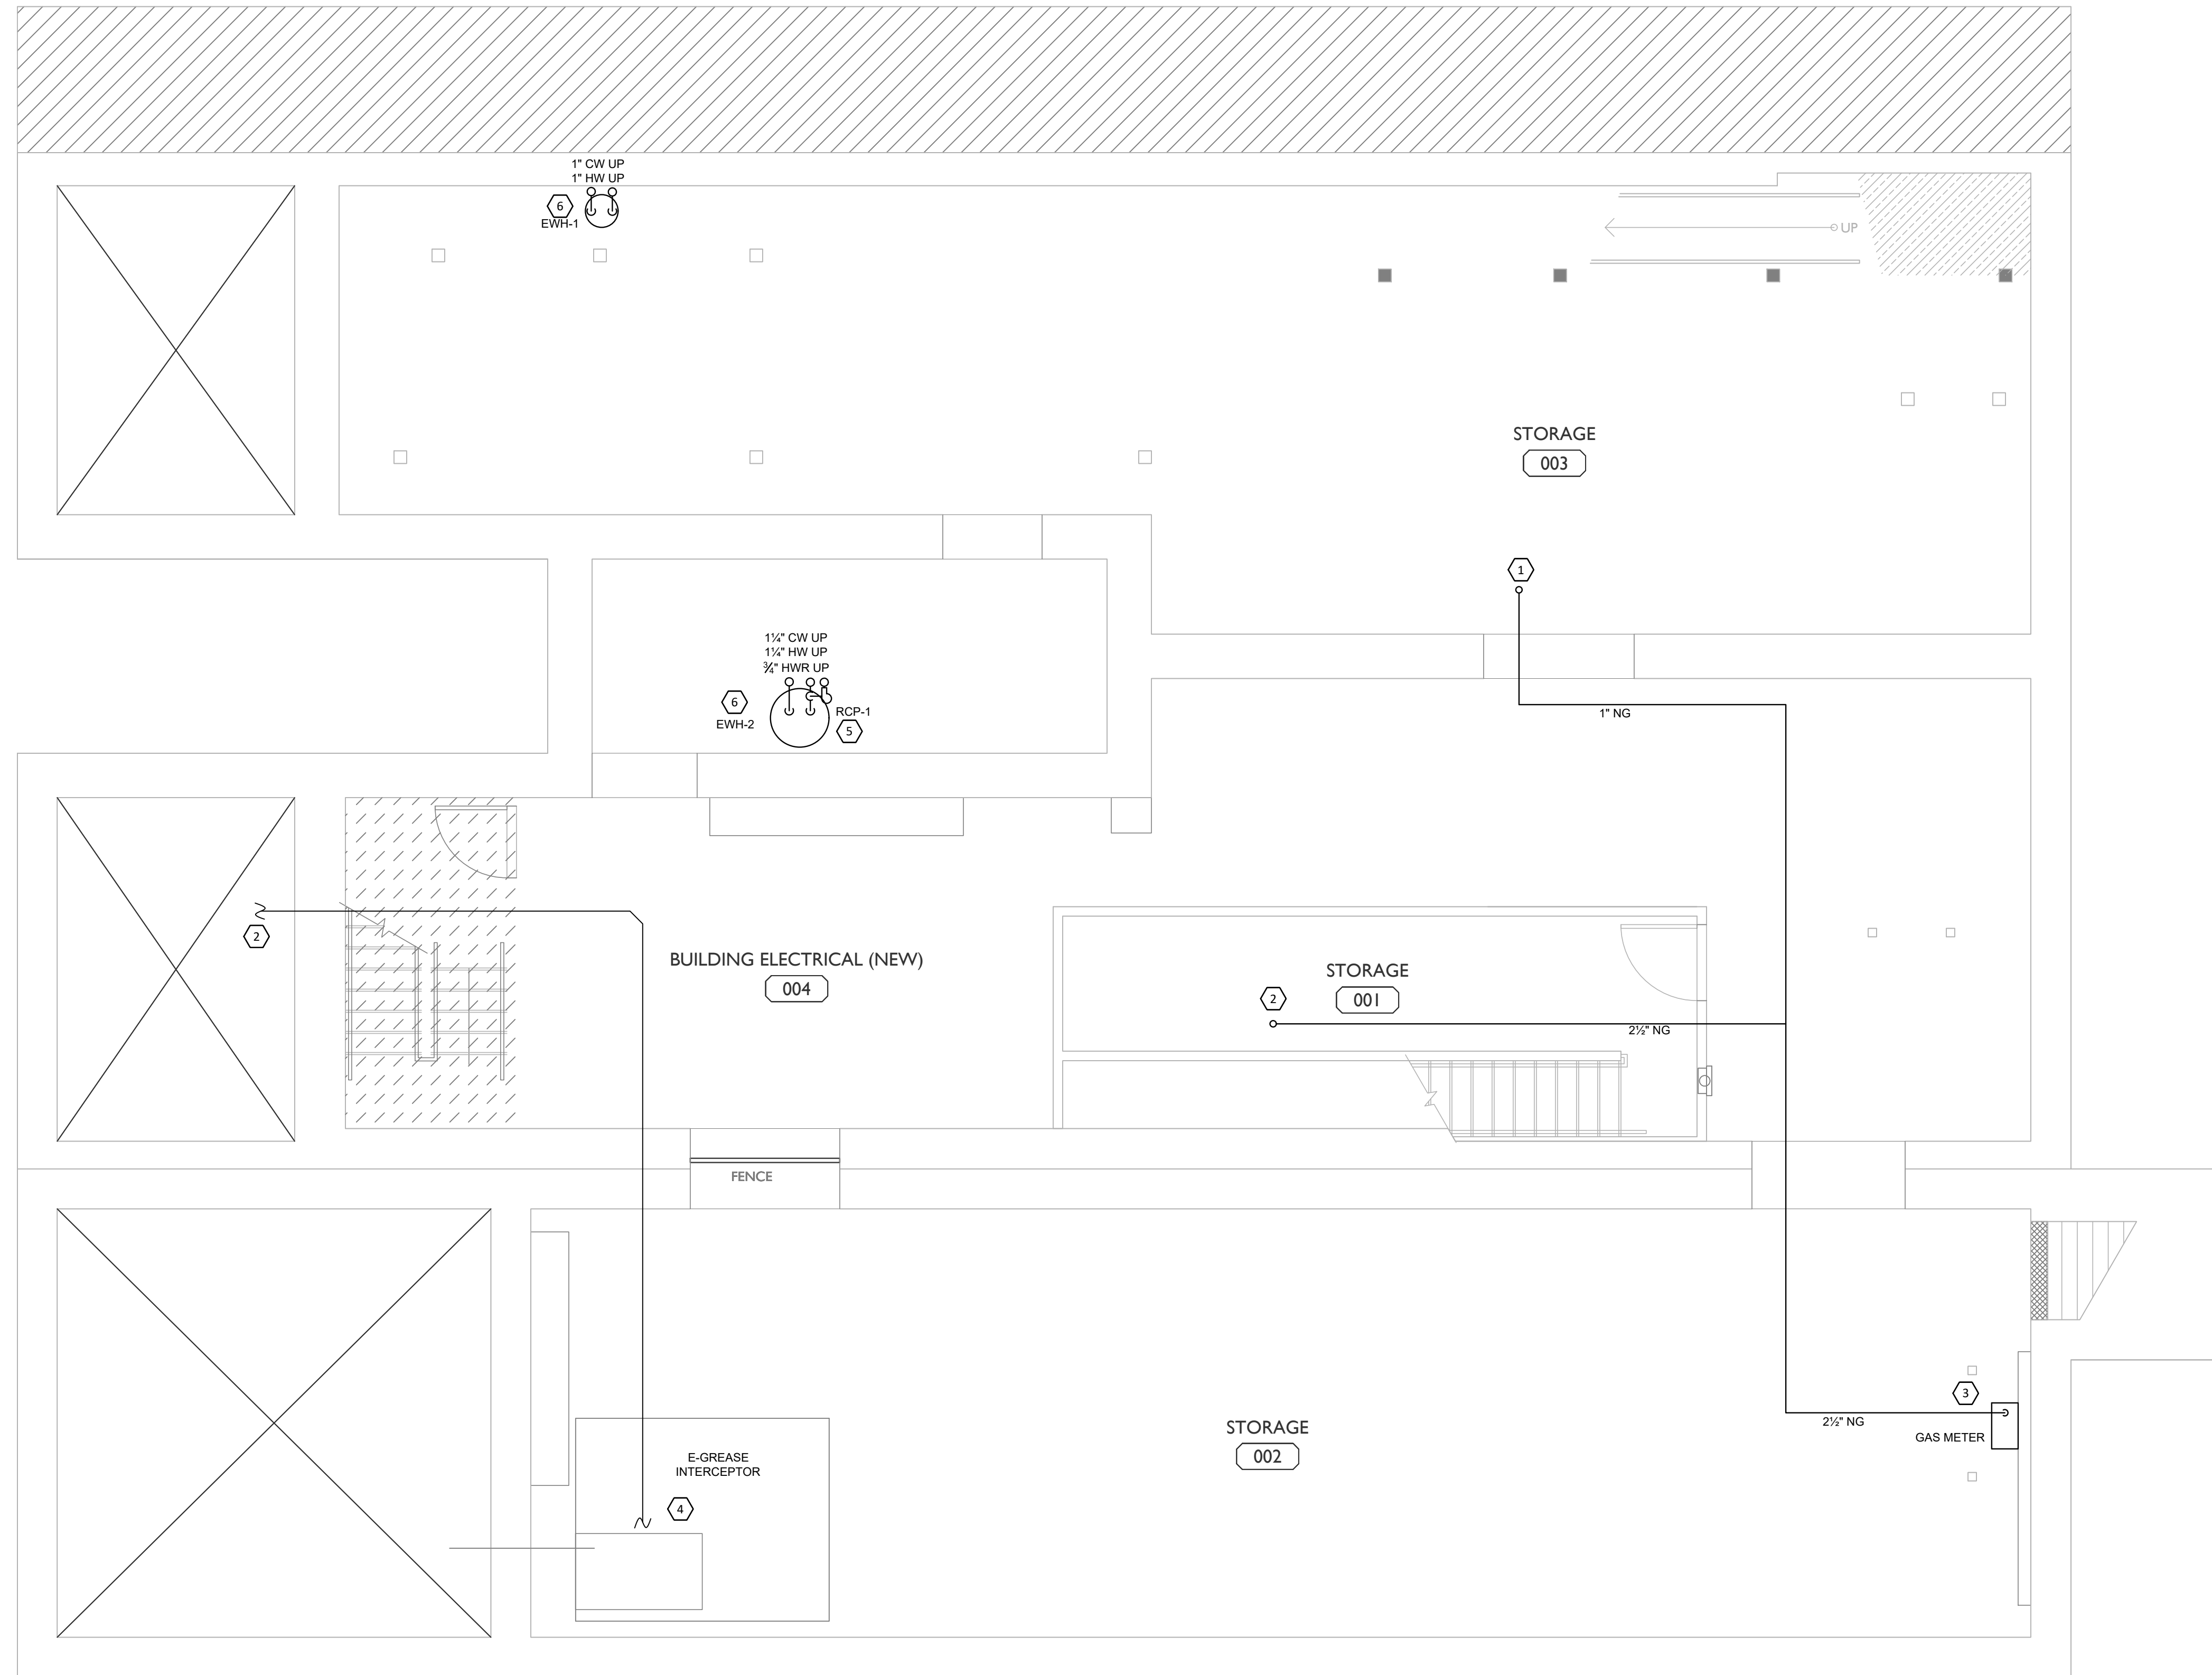 1" CW UP
1" HW UP
6
EWH-1
UP
STORAGE
003
1
1¼" CW UP
1¼" HW UP
¾" HWR UP
6
EWH-2
RCP-1
5
1" NG
2
BUILDING ELECTRICAL (NEW)
004
STORAGE
001
2
2½" NG
FENCE
3
2½" NG
GAS METER
STORAGE
002
E-GREASE
INTERCEPTOR
4